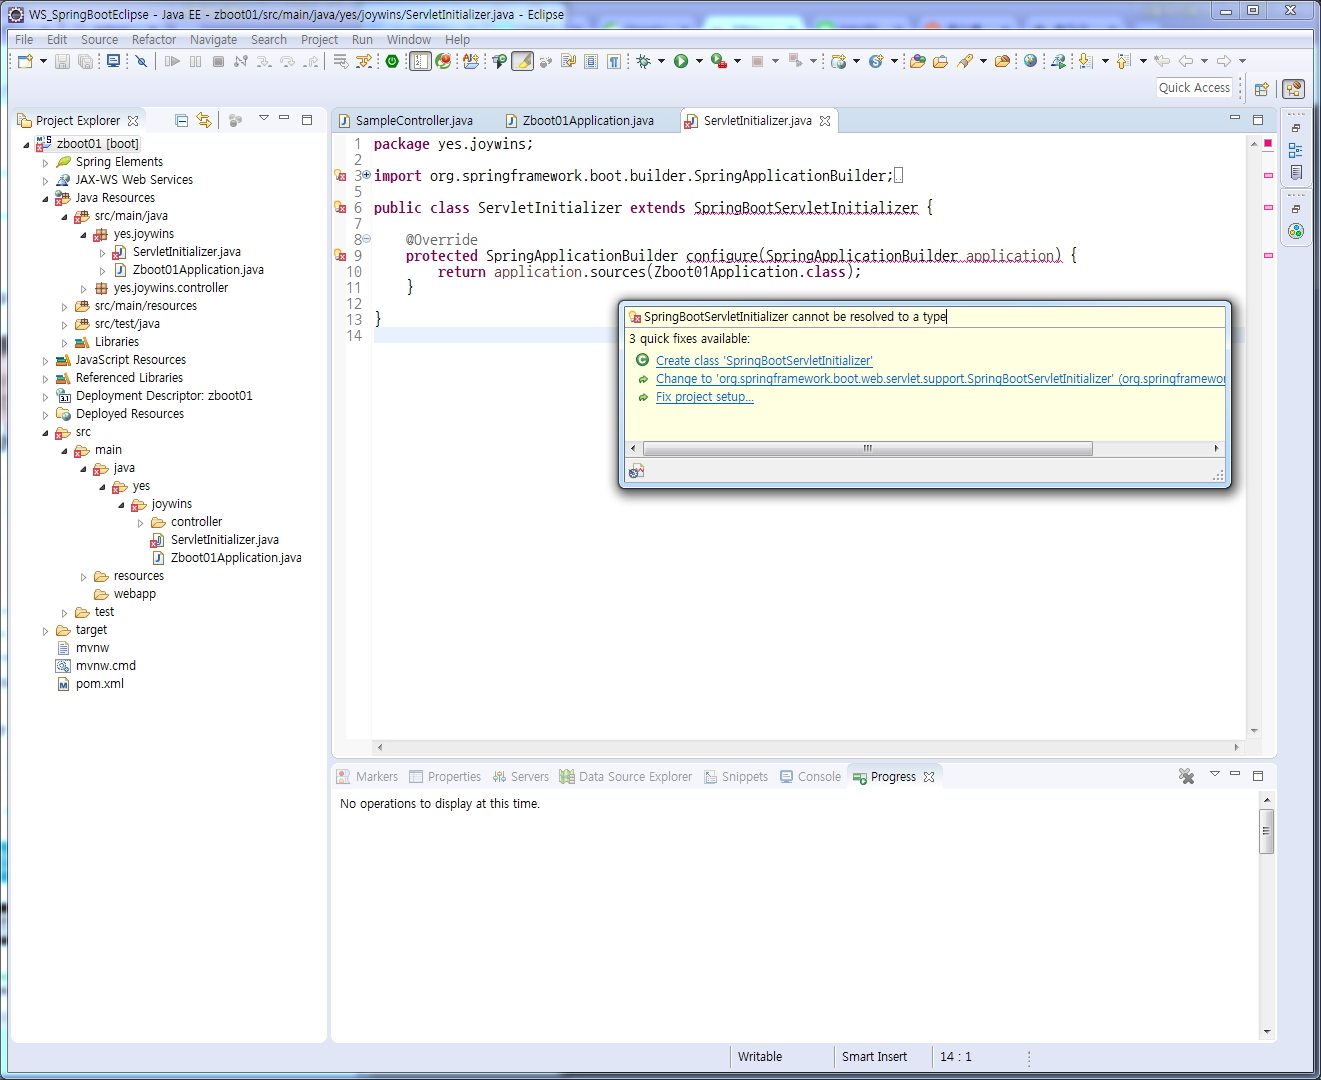 WS_SpringBootEclipse - Java EE - zboot01/src/main/java/yes/joywins/ServletInitializer.java - Eclipse
File Edit Source Refactor Navigate Search Project Run Window Help
Quick Access
Project Explorer
zboot01 [boot]
Spring Elements
JAX-WS Web Services
Java Resources
src/main/java
yes.joywins
ServletInitializer.java
Zboot01Application.java
yes.joywins.controller
src/main/resources
src/test/java
Libraries
JavaScript Resources
Referenced Libraries
Deployment Descriptor: zboot01
Deployed Resources
src
main
java
yes
joywins
controller
ServletInitializer.java
Zboot01Application.java
resources
webapp
test
target
mvnw
mvnw.cmd
pom.xml
SampleController.java Zboot01Application.java ServletInitializer.java
1 package yes.joywins;
2
3 import org.springframework.boot.builder.SpringApplicationBuilder;
5
6 public class ServletInitializer extends SpringBootServletInitializer {
7
8 @Override
9 protected SpringApplicationBuilder configure(SpringApplicationBuilder application) {
10 return application.sources(Zboot01Application.class);
11 }
12
13 }
14
SpringBootServletInitializer cannot be resolved to a type
3 quick fixes available:
Create class 'SpringBootServletInitializer'
Change to 'org.springframework.boot.web.servlet.support.SpringBootServletInitializer' (org.springframewor
Fix project setup...
Markers Properties Servers Data Source Explorer Snippets Console Progress
No operations to display at this time.
Writable Smart Insert 14 : 1